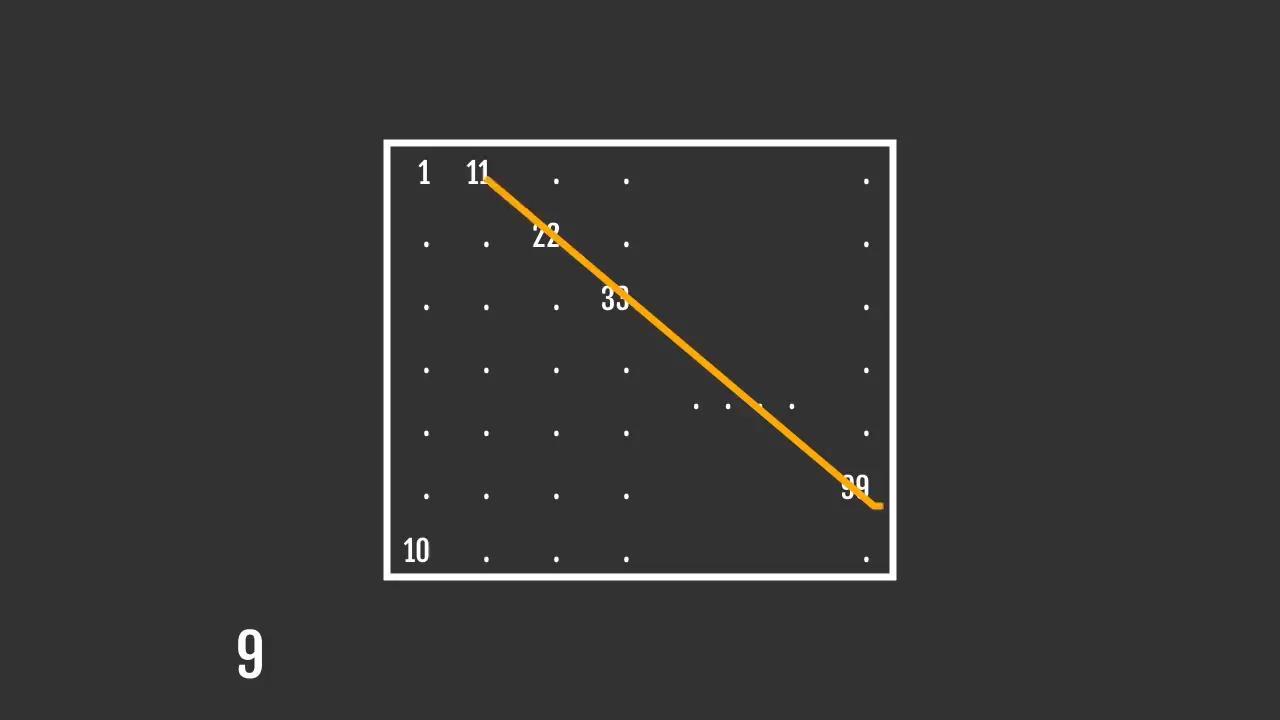 1 11 . . .
. . 22 . .
. . . 33 .
. . . . .
. . . .
. . . . .
. . . . 99
10 . . . .
9